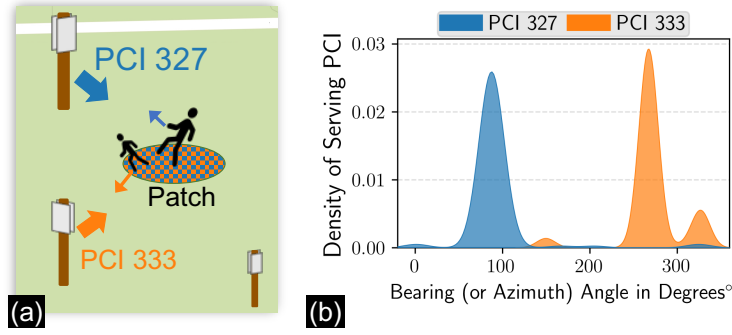 PCI 327
Patch
PCI 333
(a)
PCI 327 PCI 333
Density of Serving PCI
0.03
0.02
0.01
0.00
0 100 200 300
Bearing (or Azimuth) Angle in Degrees°
(b)